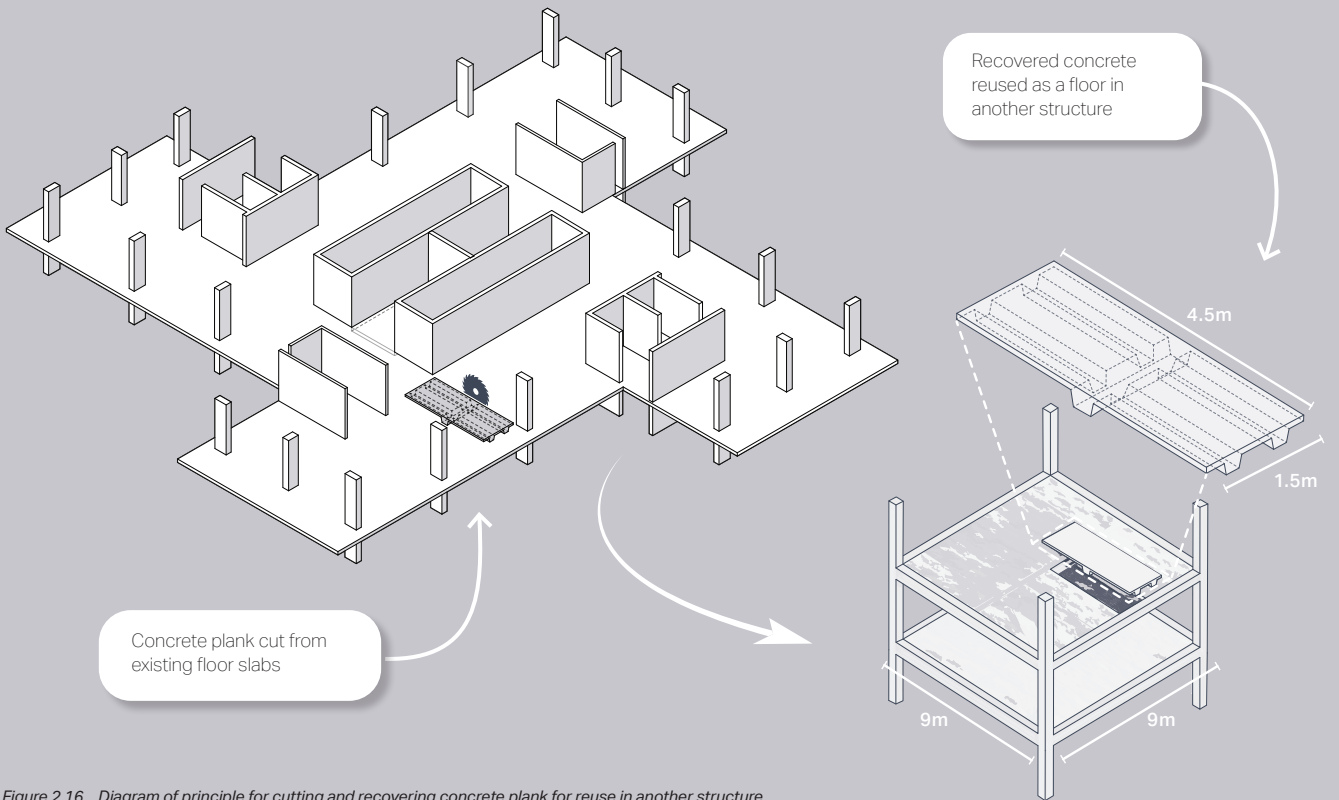 Recovered concrete
reused as a floor in
another structure
4.5m
1.5m
Concrete plank cut from
existing floor slabs
9m
9m
Figure 2.16 Diagram of principle for cutting and recovering concrete plank for reuse in another structure